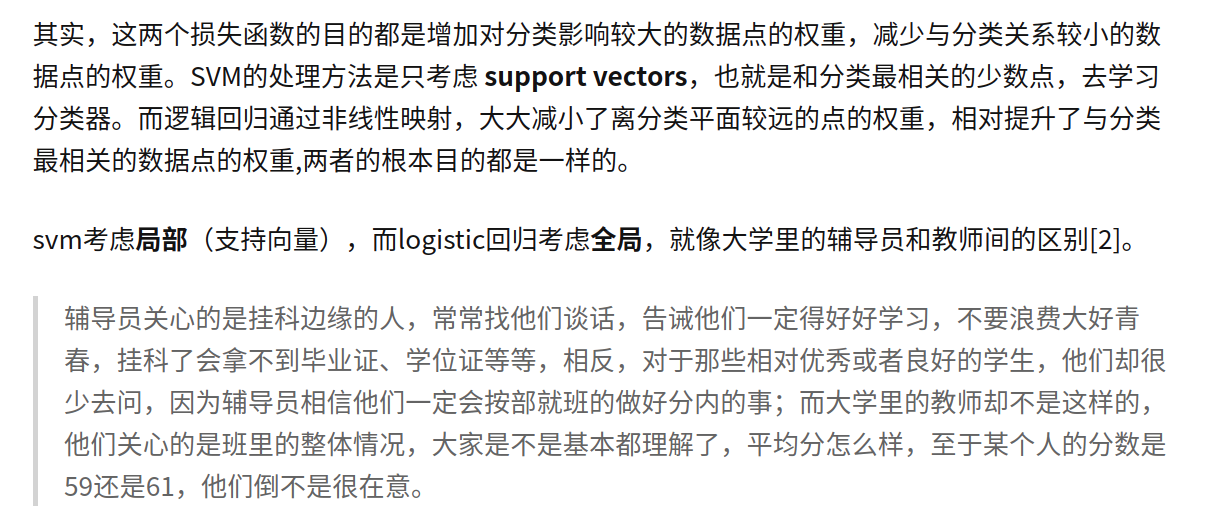 其实，这两个损失函数的目的都是增加对分类影响较大的数据点的权重，减少与分类关系较小的数
据点的权重。SVM的处理方法是只考虑 support vectors，也就是和分类最相关的少数点，去学习
分类器。而逻辑回归通过非线性映射，大大减小了离分类平面较远的点的权重，相对提升了与分类
最相关的数据点的权重,两者的根本目的都是一样的。
svm考虑局部（支持向量），而logistic回归考虑全局，就像大学里的辅导员和教师间的区别[2]。
辅导员关心的是挂科边缘的人，常常找他们谈话，告诫他们一定得好好学习，不要浪费大好青
春，挂科了会拿不到毕业证、学位证等等，相反，对于那些相对优秀或者良好的学生，他们却很
少去问，因为辅导员相信他们一定会按部就班的做好分内的事；而大学里的教师却不是这样的，
他们关心的是班里的整体情况，大家是不是基本都理解了，平均分怎么样，至于某个人的分数是
59还是61，他们倒不是很在意。